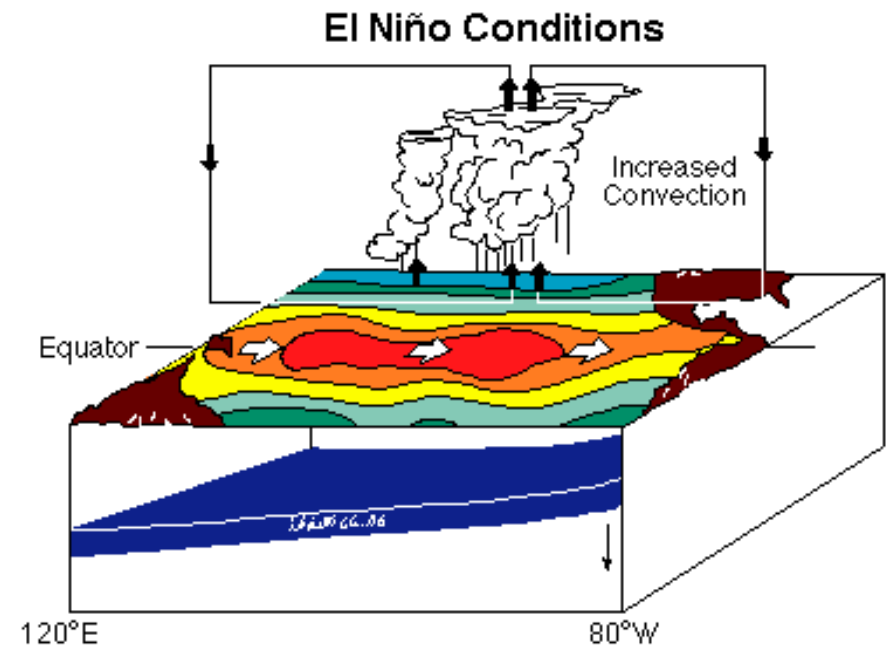 El Niño Conditions
Increased
Convection
Equator
120°E
80°W